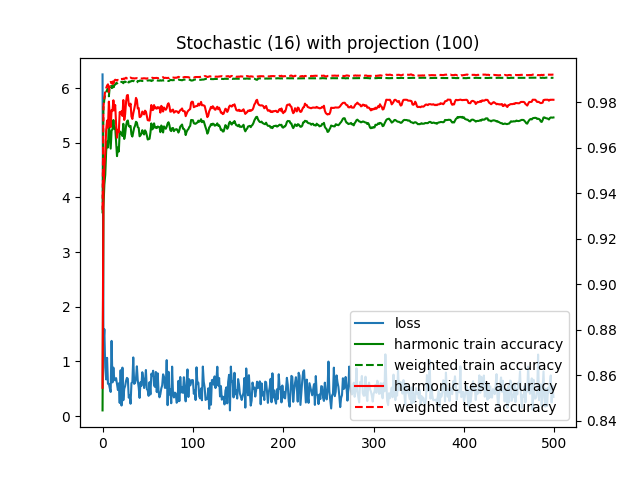 Stochastic (16) with projection (100)
6
5
4
3
2
1
0
0.98
0.96
0.94
0.92
0.90
0.88
0.86
0.84
loss
harmonic train accuracy
weighted train accuracy
harmonic test accuracy
weighted test accuracy
0 100 200 300 400 500